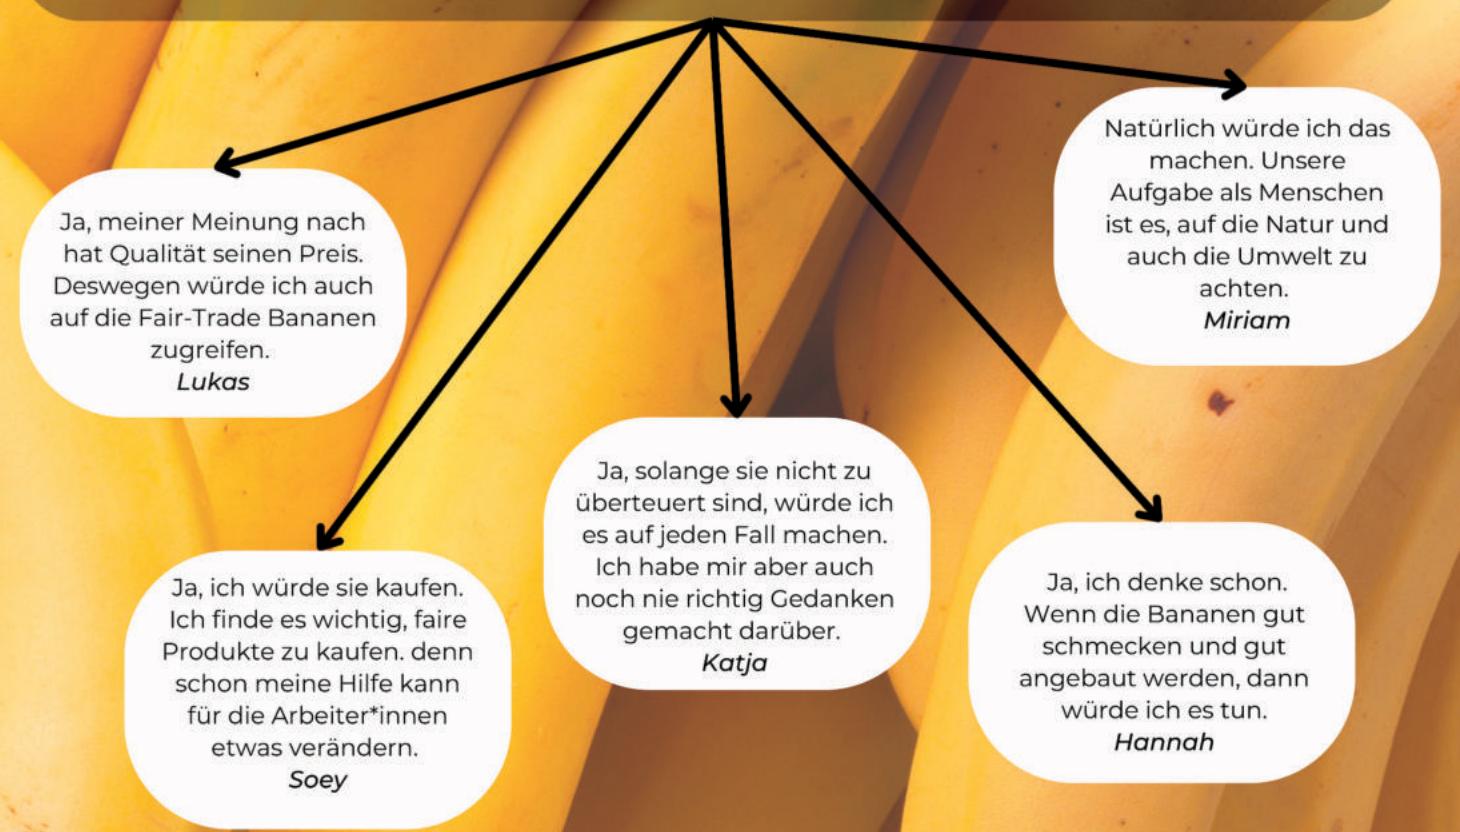 Ja, meiner Meinung nach
hat Qualität seinen Preis.
Deswegen würde ich auch
auf die Fair-Trade Bananen
zugreifen.
Lukas
Ja, ich würde sie kaufen.
Ich finde es wichtig, faire
Produkte zu kaufen. denn
schon meine Hilfe kann
für die Arbeiter*innen
etwas verändern.
Soey
Ja, solange sie nicht zu
überteuert sind, würde ich
es auf jeden Fall machen.
Ich habe mir aber auch
noch nie richtig Gedanken
gemacht darüber.
Katja
Ja, ich denke schon.
Wenn die Bananen gut
schmecken und gut
angebaut werden, dann
würde ich es tun.
Hannah
Natürlich würde ich das
machen. Unsere
Aufgabe als Menschen
ist es, auf die Natur und
auch die Umwelt zu
achten.
Miriam